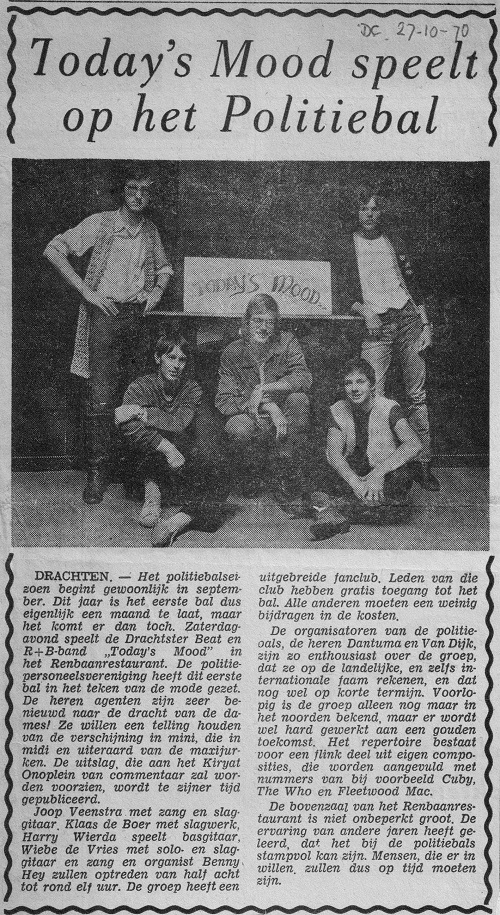 DC 27-10-70
Today's Mood speelt
op het Politiebal
TODAY'S MOOD
DRACHTEN. — Het politiebalsei-
zoen begint gewoonlijk in septem-
ber. Dit jaar is het eerste bal dus
eigenlijk een maand te laat, maar
het komt er dan toch. Zaterdag-
avond speelt de Drachtster Beat en
R+B-band „Today's Mood" in
het Renbaanrestaurant. De politie-
personeelsvereniging heeft dit eerste
bal in het teken van de mode gezet.
De heren agenten zijn zeer be-
nieuwd naar de dracht van de da-
mes! Ze willen een telling houden
van de verschijning in mini, die in
midi en uiteraard van de maxijur-
ken. De uitslag, die aan het Kiryat
Onoplein van commentaar zal wor-
den voorzien, wordt te zijner tijd
gepubliceerd.
Joop Veenstra met zang en slag-
gitaar, Klaas de Boer met slagwerk,
Harry Wierda speelt basgitaar,
Wiebe de Vries met solo- en slag-
gitaar en zang en organist Benny
Hey zullen optreden van half acht
tot rond elf uur. De groep heeft een
uitgebreide fanclub. Leden van die
club hebben gratis toegang tot het
bal. Alle anderen moeten een weinig
bijdragen in de kosten.
De organisatoren van de politie-
bals, de heren Dantuma en Van Dijk,
zijn zo enthousiast over de groep,
dat ze op de landelijke, en zelfs in-
ternationale faam rekenen, en dat
nog wel op korte termijn. Voorlo-
pig is de groep alleen nog maar in
het noorden bekend, maar er wordt
wel hard gewerkt aan een gouden
toekomst. Het repertoire bestaat
voor een flink deel uit eigen compo-
sities, die worden aangevuld met
nummers van bij voorbeeld Cuby,
The Who en Fleetwood Mac.
De bovenzaal van het Renbaanres-
taurant is niet onbeperkt groot. De
ervaring van andere jaren heeft ge-
leerd, dat het bij de politiebals
stampvol kan zijn. Mensen, die er in
willen, zullen dus op tijd moeten
zijn.